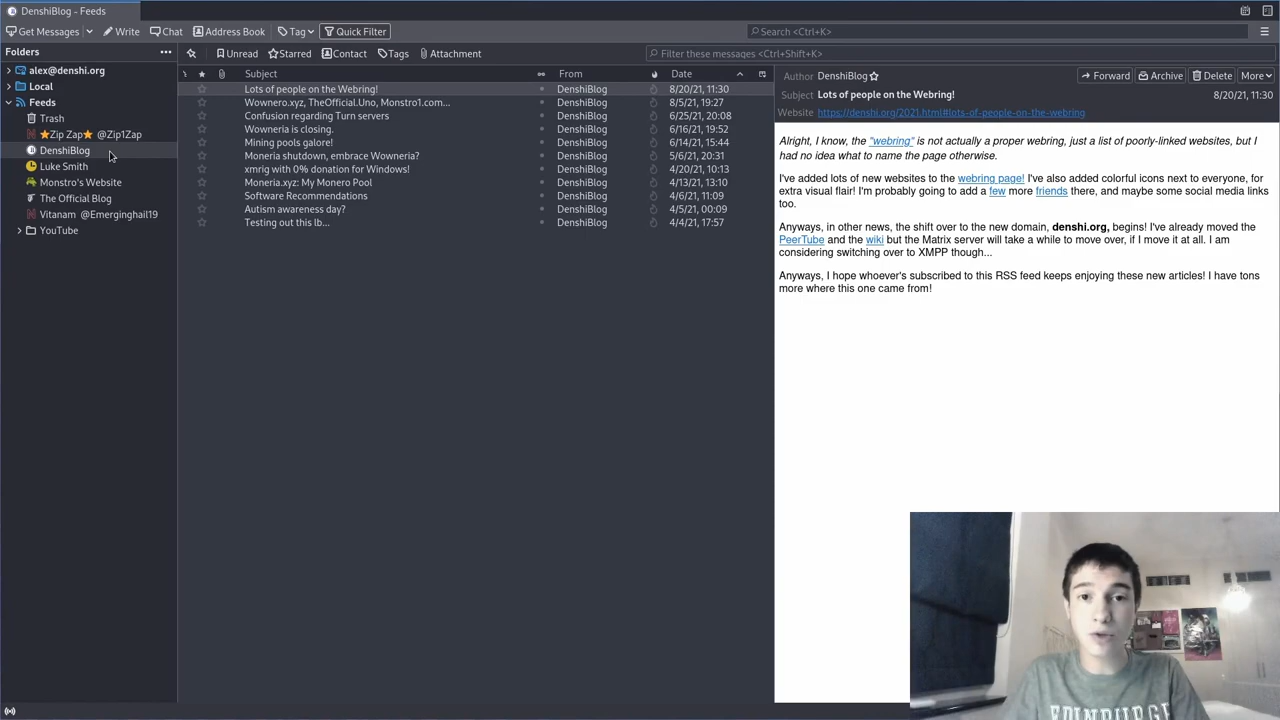 DenshiBlog - Feeds
Get Messages
Write
Chat
Address Book
Tag
Quick Filter
Search <Ctrl+K>
Folders
Unread
Starred
Contact
Tags
Attachment
Filter these messages <Ctrl+Shift+K>
alex@denshi.org
Local
Feeds
Trash
Zip Zap @Zip1Zap
DenshiBlog
Luke Smith
Monstro's Website
The Official Blog
Vitanam @Emerginghail19
YouTube
Subject From Date
Lots of people on the Webring! DenshiBlog 8/20/21, 11:30
Wownero.xyz, TheOfficial.Uno, Monstro1.com... DenshiBlog 8/5/21, 19:27
Confusion regarding Turn servers DenshiBlog 6/25/21, 20:08
Wowneria is closing. DenshiBlog 6/16/21, 19:52
Mining pools galore! DenshiBlog 6/14/21, 15:44
Moneria shutdown, embrace Wowneria? DenshiBlog 5/6/21, 20:31
xmrig with 0% donation for Windows! DenshiBlog 4/20/21, 10:13
Moneria.xyz: My Monero Pool DenshiBlog 4/13/21, 13:10
Software Recommendations DenshiBlog 4/6/21, 11:09
Autism awareness day? DenshiBlog 4/5/21, 00:09
Testing out this lb... DenshiBlog 4/4/21, 17:57
Author DenshiBlog
Forward
Archive
Delete
More
Subject Lots of people on the Webring! 8/20/21, 11:30
Website https://denshi.org/2021.html#lots-of-people-on-the-webring
Alright, I know, the "webring" is not actually a proper webring, just a list of poorly-linked websites, but I
had no idea what to name the page otherwise.
I've added lots of new websites to the webring page! I've also added colorful icons next to everyone, for
extra visual flair! I'm probably going to add a few more friends there, and maybe some social media links
too.
Anyways, in other news, the shift over to the new domain, denshi.org, begins! I've already moved the
PeerTube and the wiki but the Matrix server will take a while to move over, if I move it at all. I am
considering switching over to XMPP though...
Anyways, I hope whoever's subscribed to this RSS feed keeps enjoying these new articles! I have tons
more where this one came from!
EDINBURGH